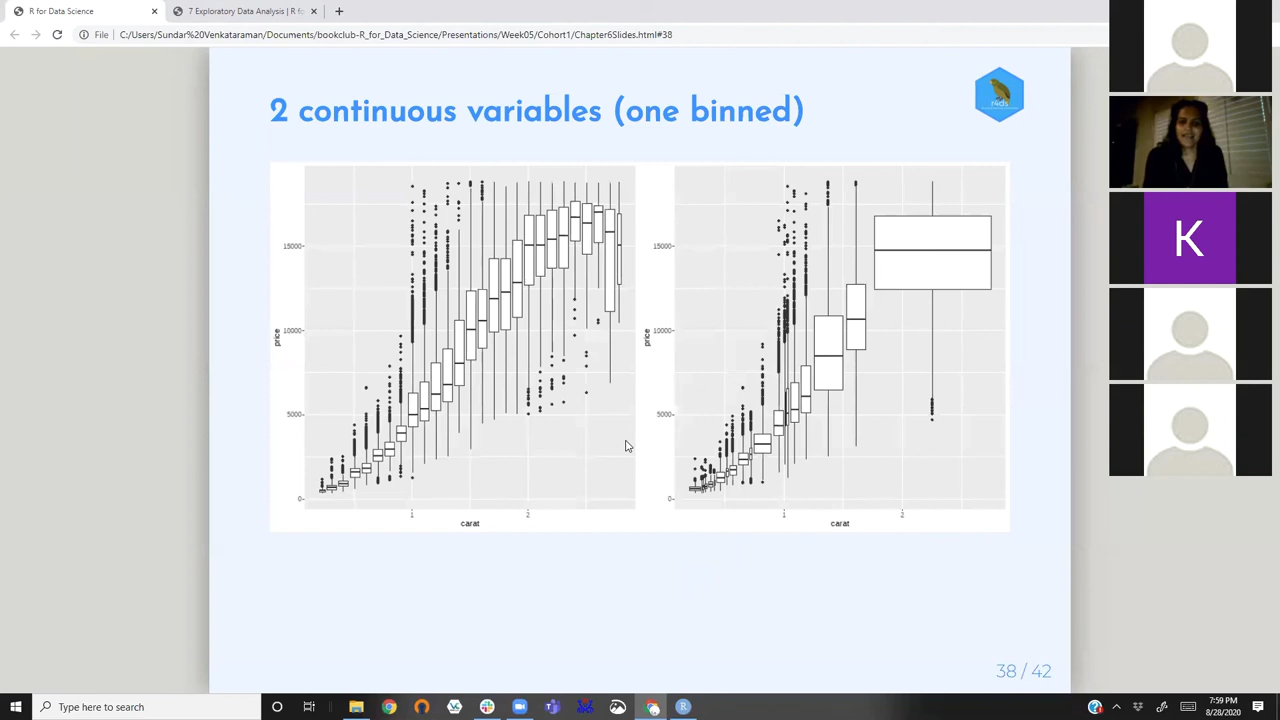 R for Data Science
7 Exploratory Data Analysis | R f
File
C:/Users/Sundar%20Venkataraman/Documents/bookclub-R_for_Data_Science/Presentations/Week05/Cohort1/Chapter6Slides.html#38
2 continuous variables (one binned)
r4ds
15000
10000
5000
0
price
1
2
carat
15000
10000
5000
0
price
1
2
carat
K
38 / 42
Type here to search
7:59 PM
8/28/2020